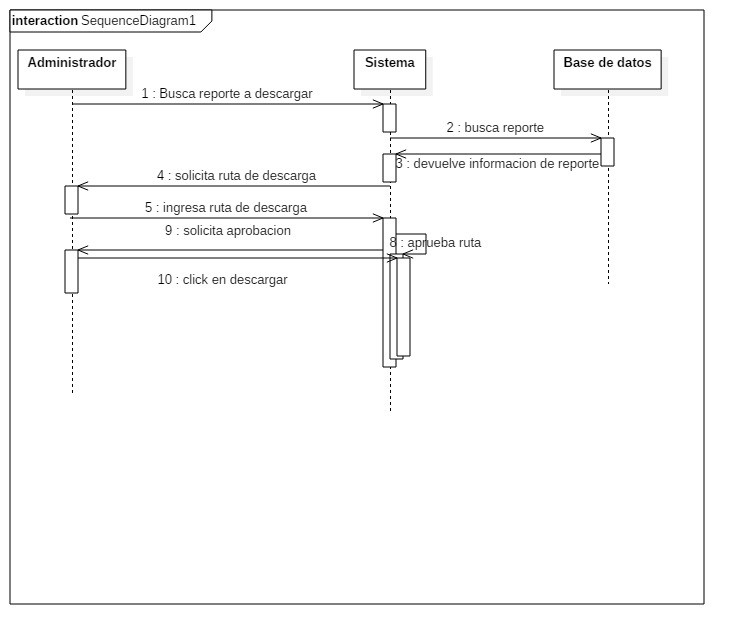 interaction SequenceDiagram1
Administrador
Sistema
Base de datos
1 : Busca reporte a descargar
2 : busca reporte
3 : devuelve informacion de reporte
4 : solicita ruta de descarga
5 : ingresa ruta de descarga
9 : solicita aprobacion
8 : aprueba ruta
10 : click en descargar